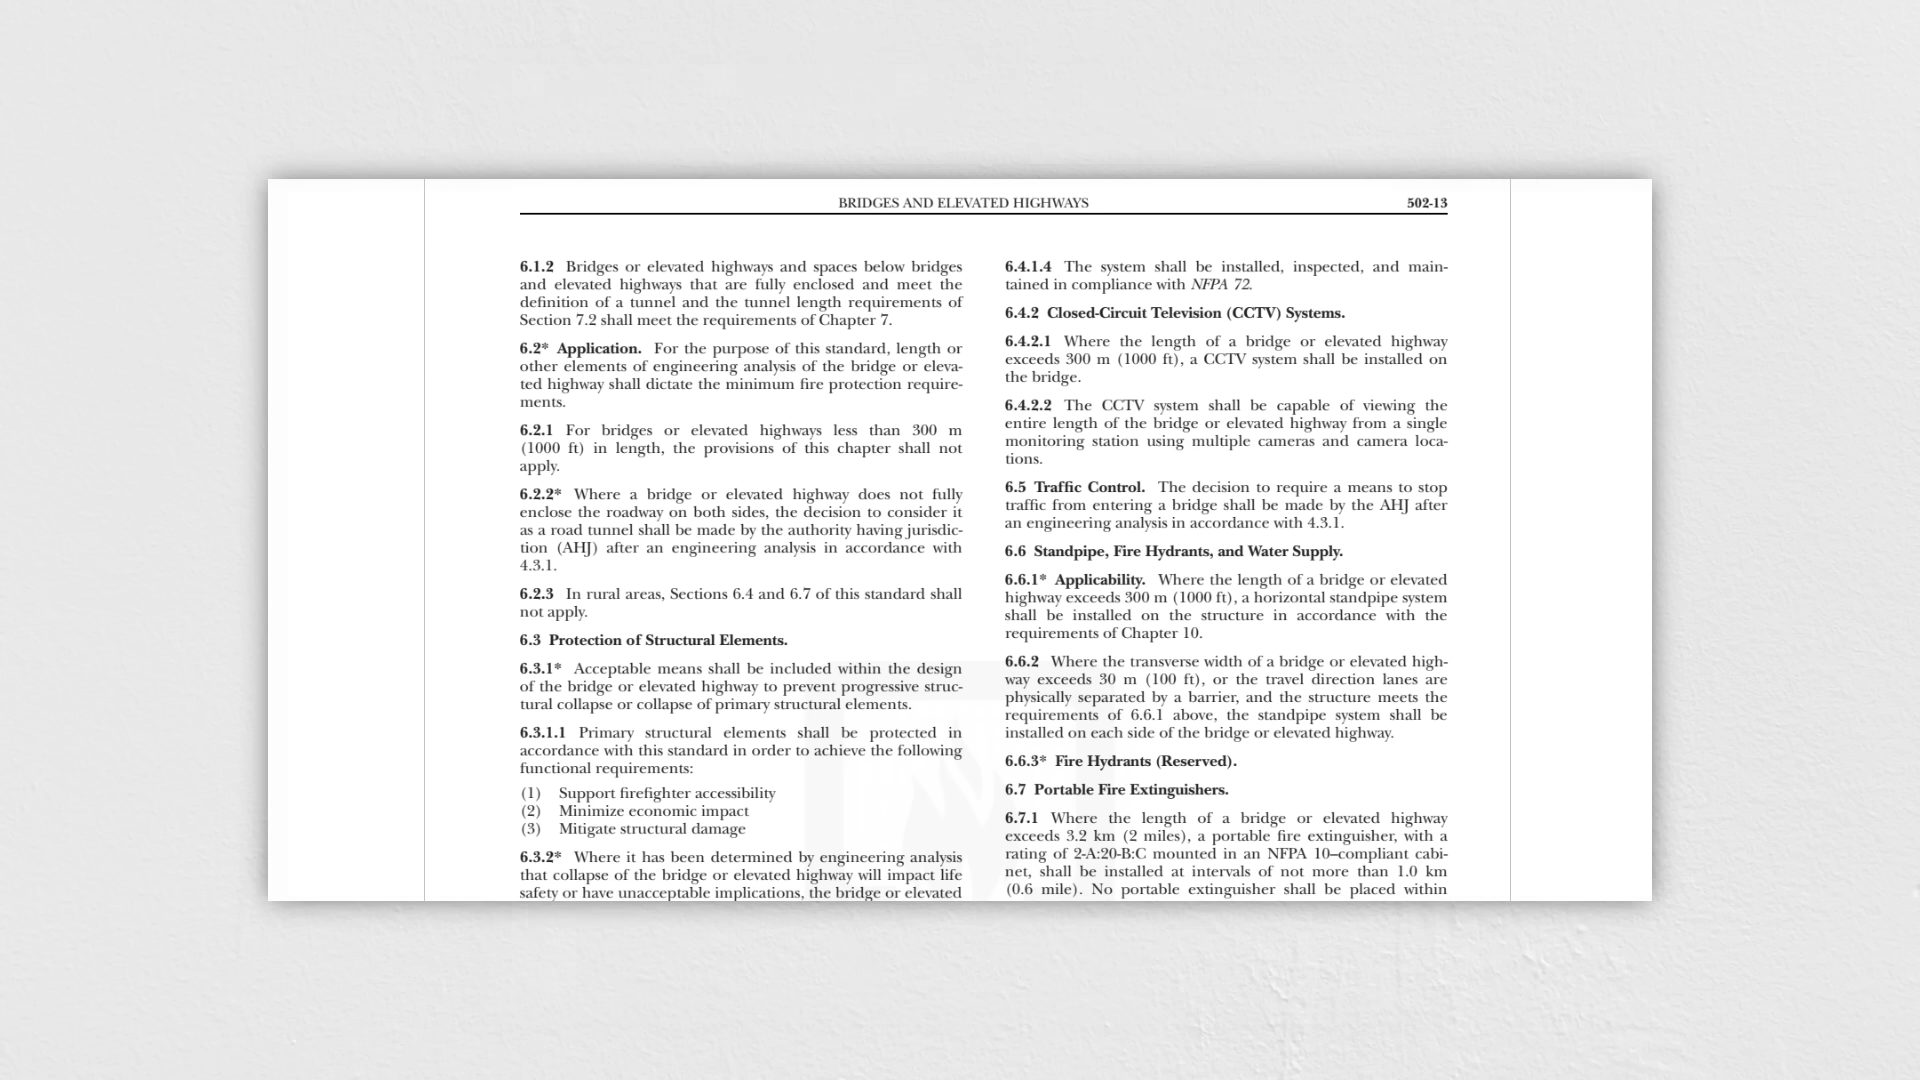 BRIDGES AND ELEVATED HIGHWAYS
502-13
6.1.2 Bridges or elevated highways and spaces below bridges
and elevated highways that are fully enclosed and meet the
definition of a tunnel and the tunnel length requirements of
Section 7.2 shall meet the requirements of Chapter 7.
6.2* Application. For the purpose of this standard, length or
other elements of engineering analysis of the bridge or eleva-
ted highway shall dictate the minimum fire protection require-
ments.
6.2.1 For bridges or elevated highways less than 300 m
(1000 ft) in length, the provisions of this chapter shall not
apply.
6.2.2* Where a bridge or elevated highway does not fully
enclose the roadway on both sides, the decision to consider it
as a road tunnel shall be made by the authority having jurisdic-
tion (AHJ) after an engineering analysis in accordance with
4.3.1.
6.2.3 In rural areas, Sections 6.4 and 6.7 of this standard shall
not apply.
6.3 Protection of Structural Elements.
6.3.1* Acceptable means shall be included within the design
of the bridge or elevated highway to prevent progressive struc-
tural collapse or collapse of primary structural elements.
6.3.1.1 Primary structural elements shall be protected in
accordance with this standard in order to achieve the following
functional requirements:
(1) Support firefighter accessibility
(2) Minimize economic impact
(3) Mitigate structural damage
6.3.2* Where it has been determined by engineering analysis
that collapse of the bridge or elevated highway will impact life
safety or have unacceptable implications, the bridge or elevated
6.4.1.4 The system shall be installed, inspected, and main-
tained in compliance with NFPA 72.
6.4.2 Closed-Circuit Television (CCTV) Systems.
6.4.2.1 Where the length of a bridge or elevated highway
exceeds 300 m (1000 ft), a CCTV system shall be installed on
the bridge.
6.4.2.2 The CCTV system shall be capable of viewing the
entire length of the bridge or elevated highway from a single
monitoring station using multiple cameras and camera loca-
tions.
6.5 Traffic Control. The decision to require a means to stop
traffic from entering a bridge shall be made by the AHJ after
an engineering analysis in accordance with 4.3.1.
6.6 Standpipe, Fire Hydrants, and Water Supply.
6.6.1* Applicability. Where the length of a bridge or elevated
highway exceeds 300 m (1000 ft), a horizontal standpipe system
shall be installed on the structure in accordance with the
requirements of Chapter 10.
6.6.2 Where the transverse width of a bridge or elevated high-
way exceeds 30 m (100 ft), or the travel direction lanes are
physically separated by a barrier, and the structure meets the
requirements of 6.6.1 above, the standpipe system shall be
installed on each side of the bridge or elevated highway.
6.6.3* Fire Hydrants (Reserved).
6.7 Portable Fire Extinguishers.
6.7.1 Where the length of a bridge or elevated highway
exceeds 3.2 km (2 miles), a portable fire extinguisher, with a
rating of 2-A:20-B:C mounted in an NFPA 10–compliant cabi-
net, shall be installed at intervals of not more than 1.0 km
(0.6 mile). No portable extinguisher shall be placed within